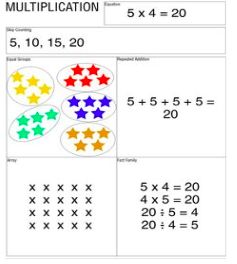 MULTIPLICATION
Equation
5 x 4 = 20
Skip Counting
5, 10, 15, 20
Equal Groups
Repeated Addition
5 + 5 + 5 + 5 =
20
Array
x x x x x
x x x x x
x x x x x
x x x x x
Fact Family
5 x 4 = 20
4 x 5 = 20
20 ÷ 5 = 4
20 ÷ 4 = 5